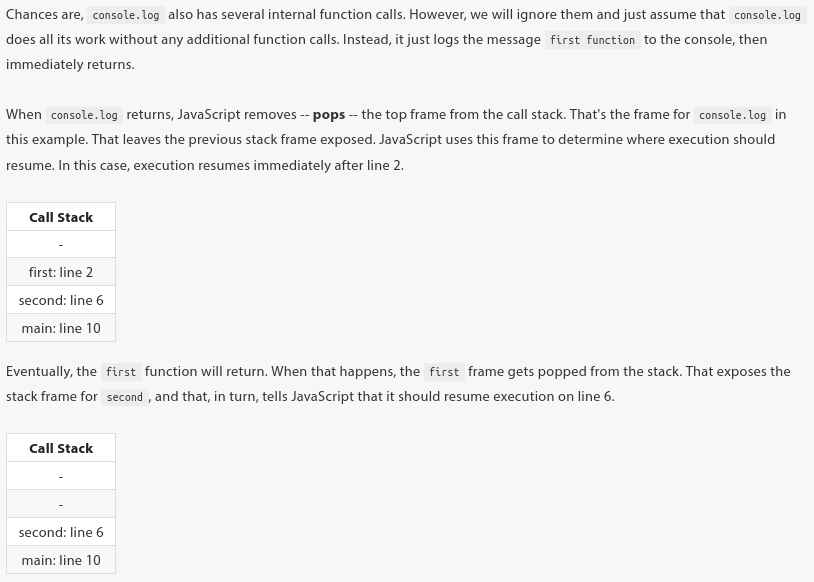 Chances are, console.log also has several internal function calls. However, we will ignore them and just assume that console.log
does all its work without any additional function calls. Instead, it just logs the message first function to the console, then
immediately returns.
When console.log returns, JavaScript removes -- pops -- the top frame from the call stack. That's the frame for console.log in
this example. That leaves the previous stack frame exposed. JavaScript uses this frame to determine where execution should
resume. In this case, execution resumes immediately after line 2.
Call Stack
-
first: line 2
second: line 6
main: line 10
Eventually, the first function will return. When that happens, the first frame gets popped from the stack. That exposes the
stack frame for second, and that, in turn, tells JavaScript that it should resume execution on line 6.
Call Stack
-
-
second: line 6
main: line 10